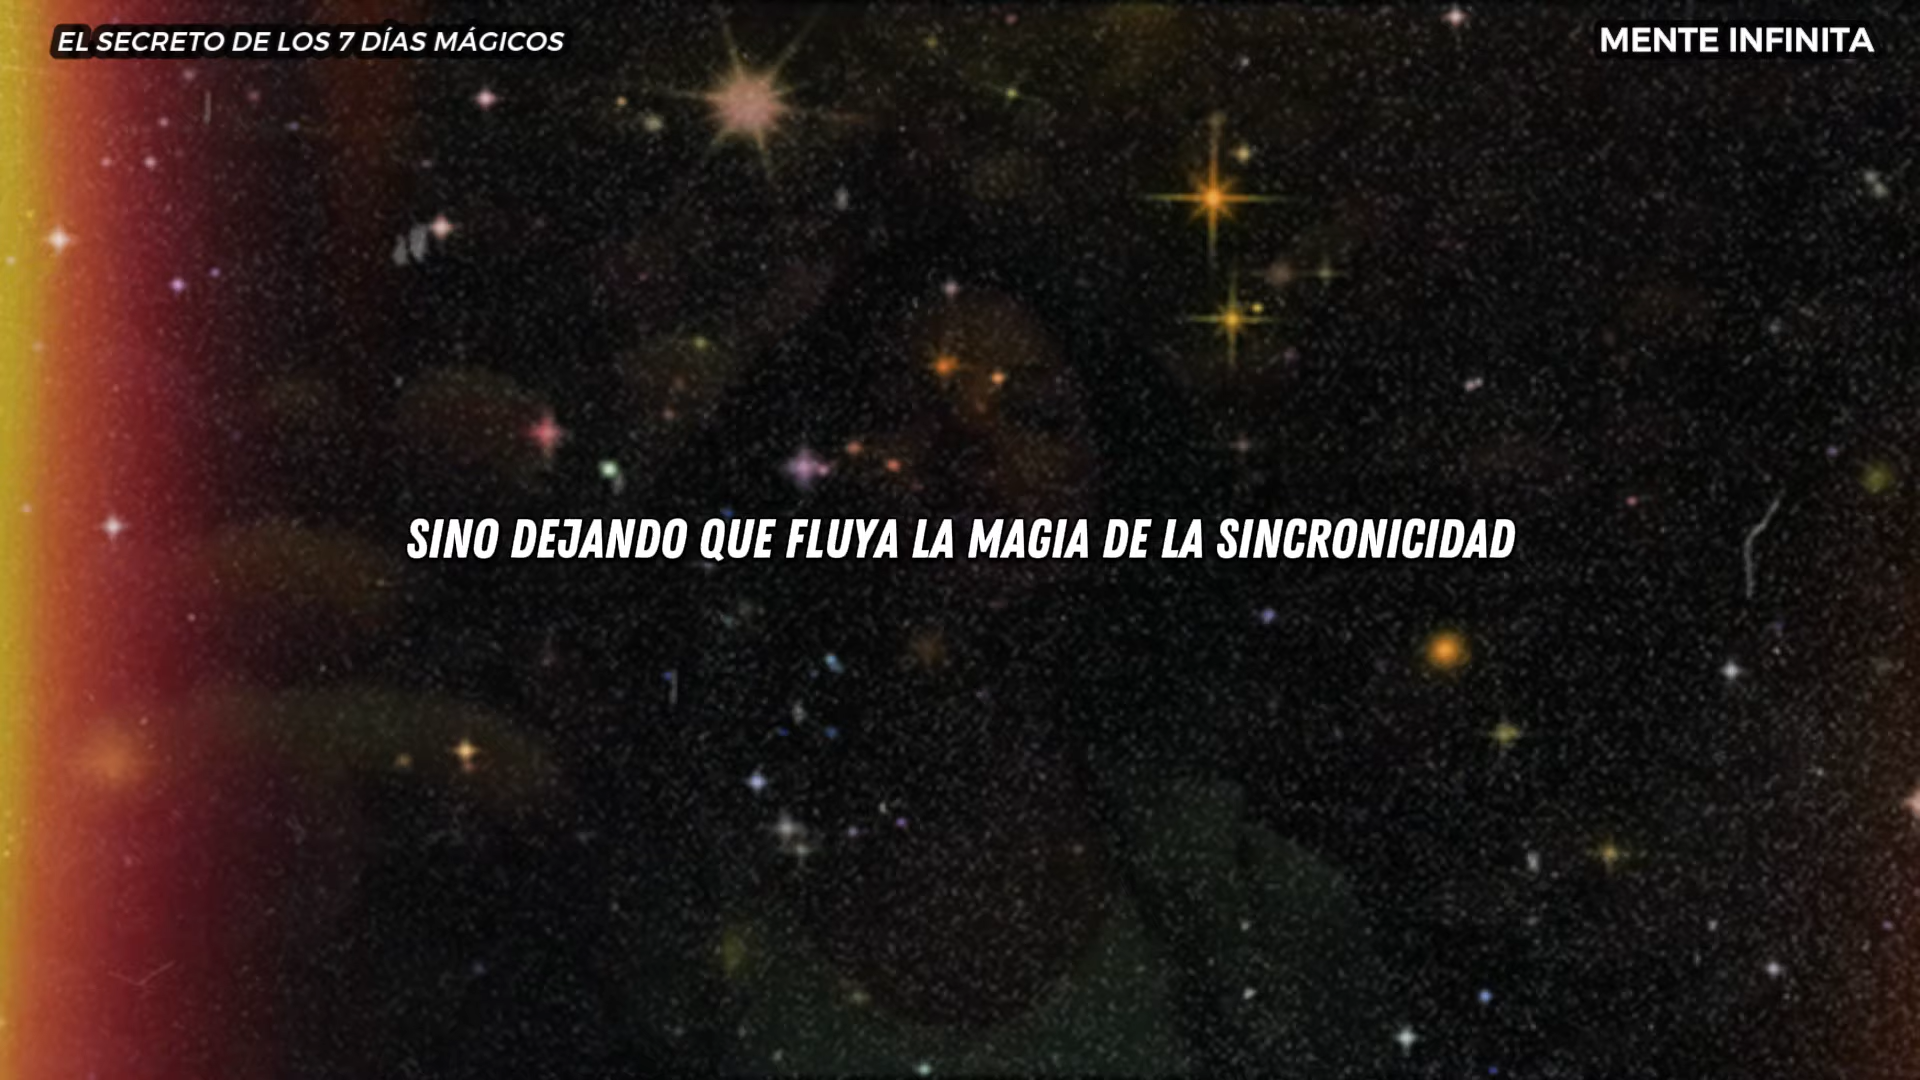 EL SECRETO DE LOS 7 DÍAS MÁGICOS
MENTE INFINITA
SINO DEJANDO QUE FLUYA LA MAGIA DE LA SINCRONICIDAD